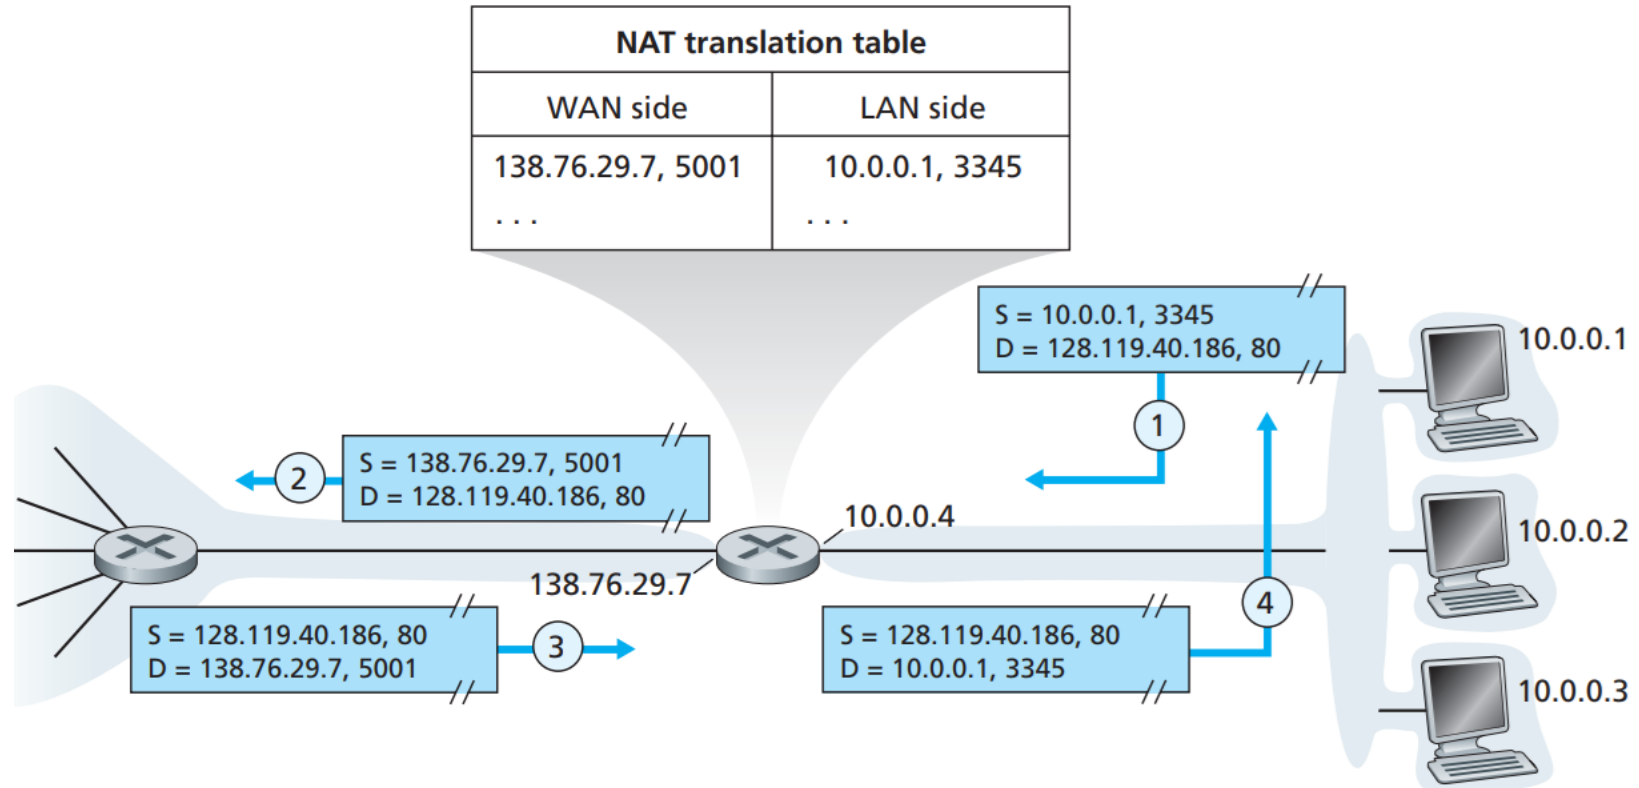 NAT translation table
WAN side LAN side
138.76.29.7, 5001 10.0.0.1, 3345
. . . . . .
S = 10.0.0.1, 3345
D = 128.119.40.186, 80
10.0.0.1
1
S = 138.76.29.7, 5001
D = 128.119.40.186, 80
2
10.0.0.4
10.0.0.2
138.76.29.7
4
S = 128.119.40.186, 80
D = 138.76.29.7, 5001
3
S = 128.119.40.186, 80
D = 10.0.0.1, 3345
10.0.0.3